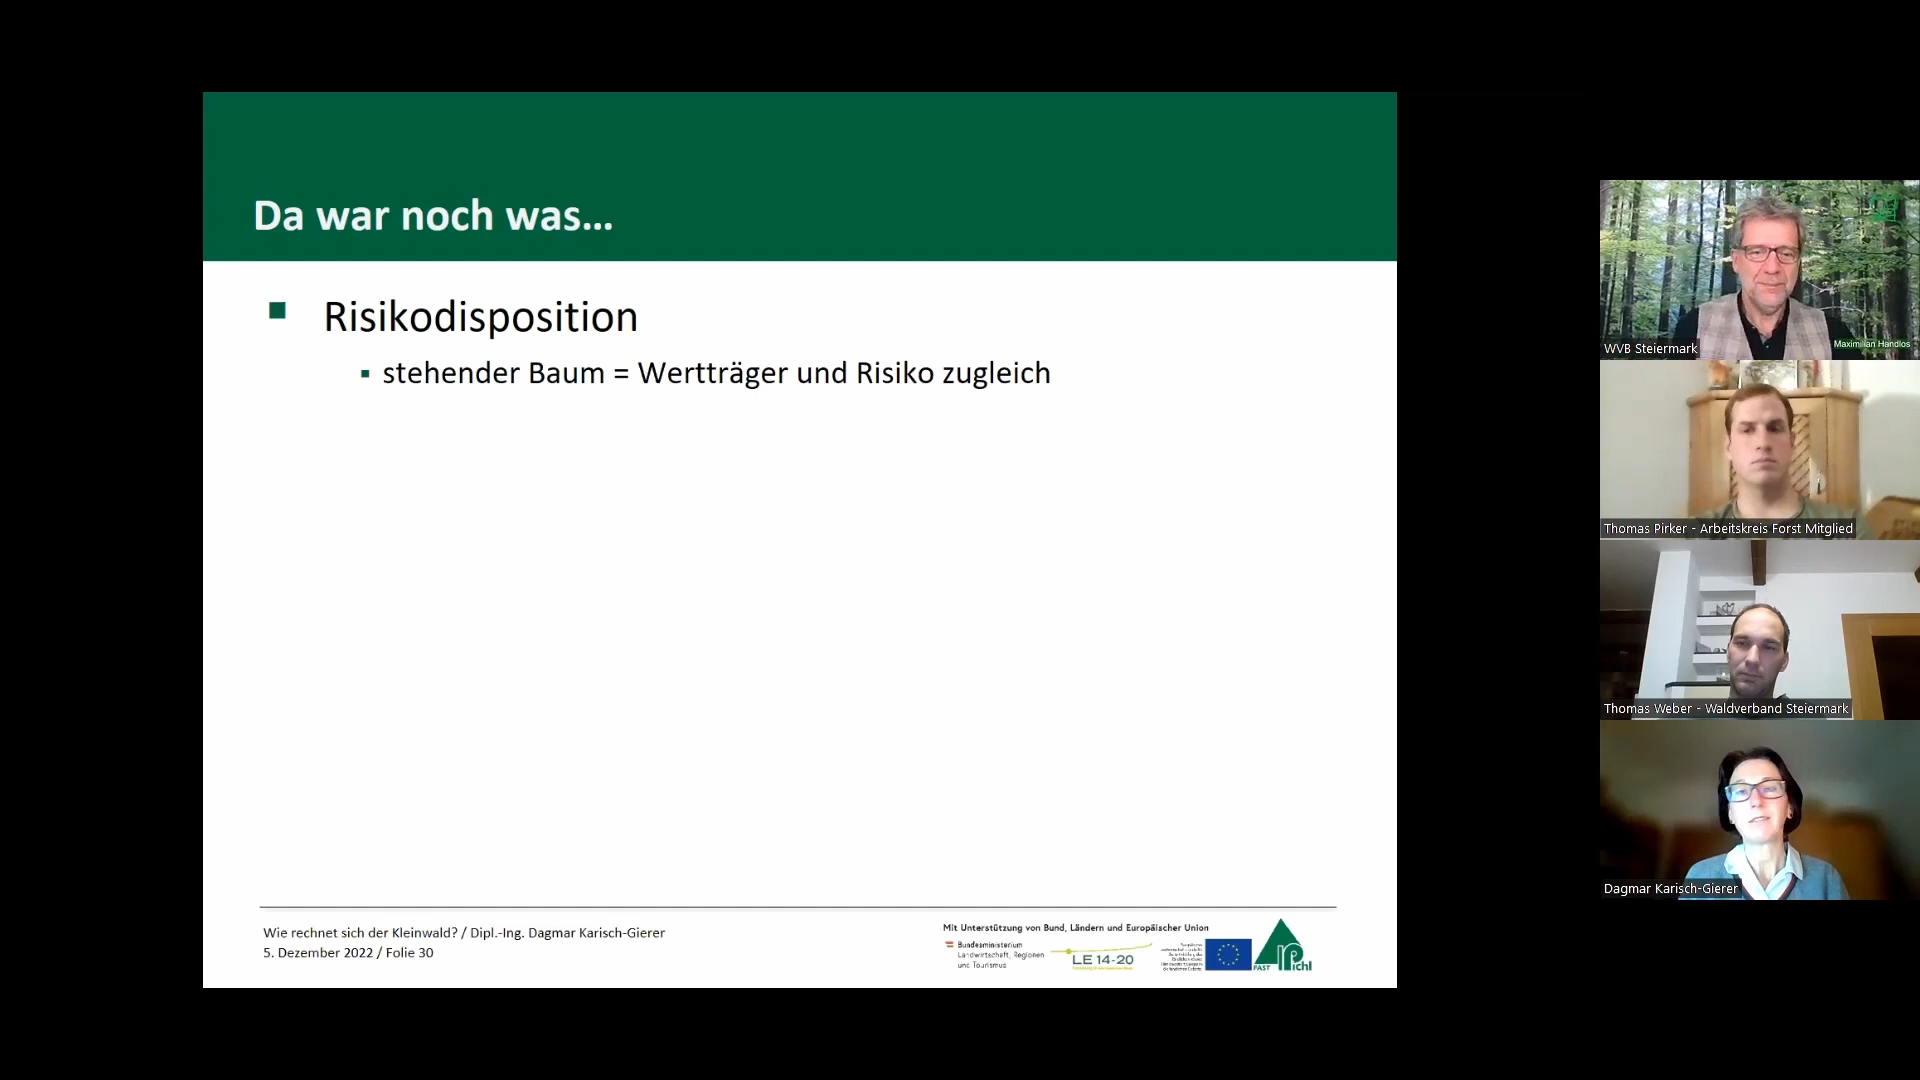 Da war noch was...
Risikodisposition
stehender Baum = Wertträger und Risiko zugleich
Wie rechnet sich der Kleinwald? / Dipl.-Ing. Dagmar Karisch-Gierer
5. Dezember 2022 / Folie 30
Mit Unterstützung von Bund, Ländern und Europäischer Union
Bundesministerium
Landwirtschaft, Regionen
und Tourismus
LE 14-20
FAST Pichl
WVB Steiermark
Maximilian Handlos
Thomas Pirker - Arbeitskreis Forst Mitglied
Thomas Weber - Waldverband Steiermark
Dagmar Karisch-Gierer